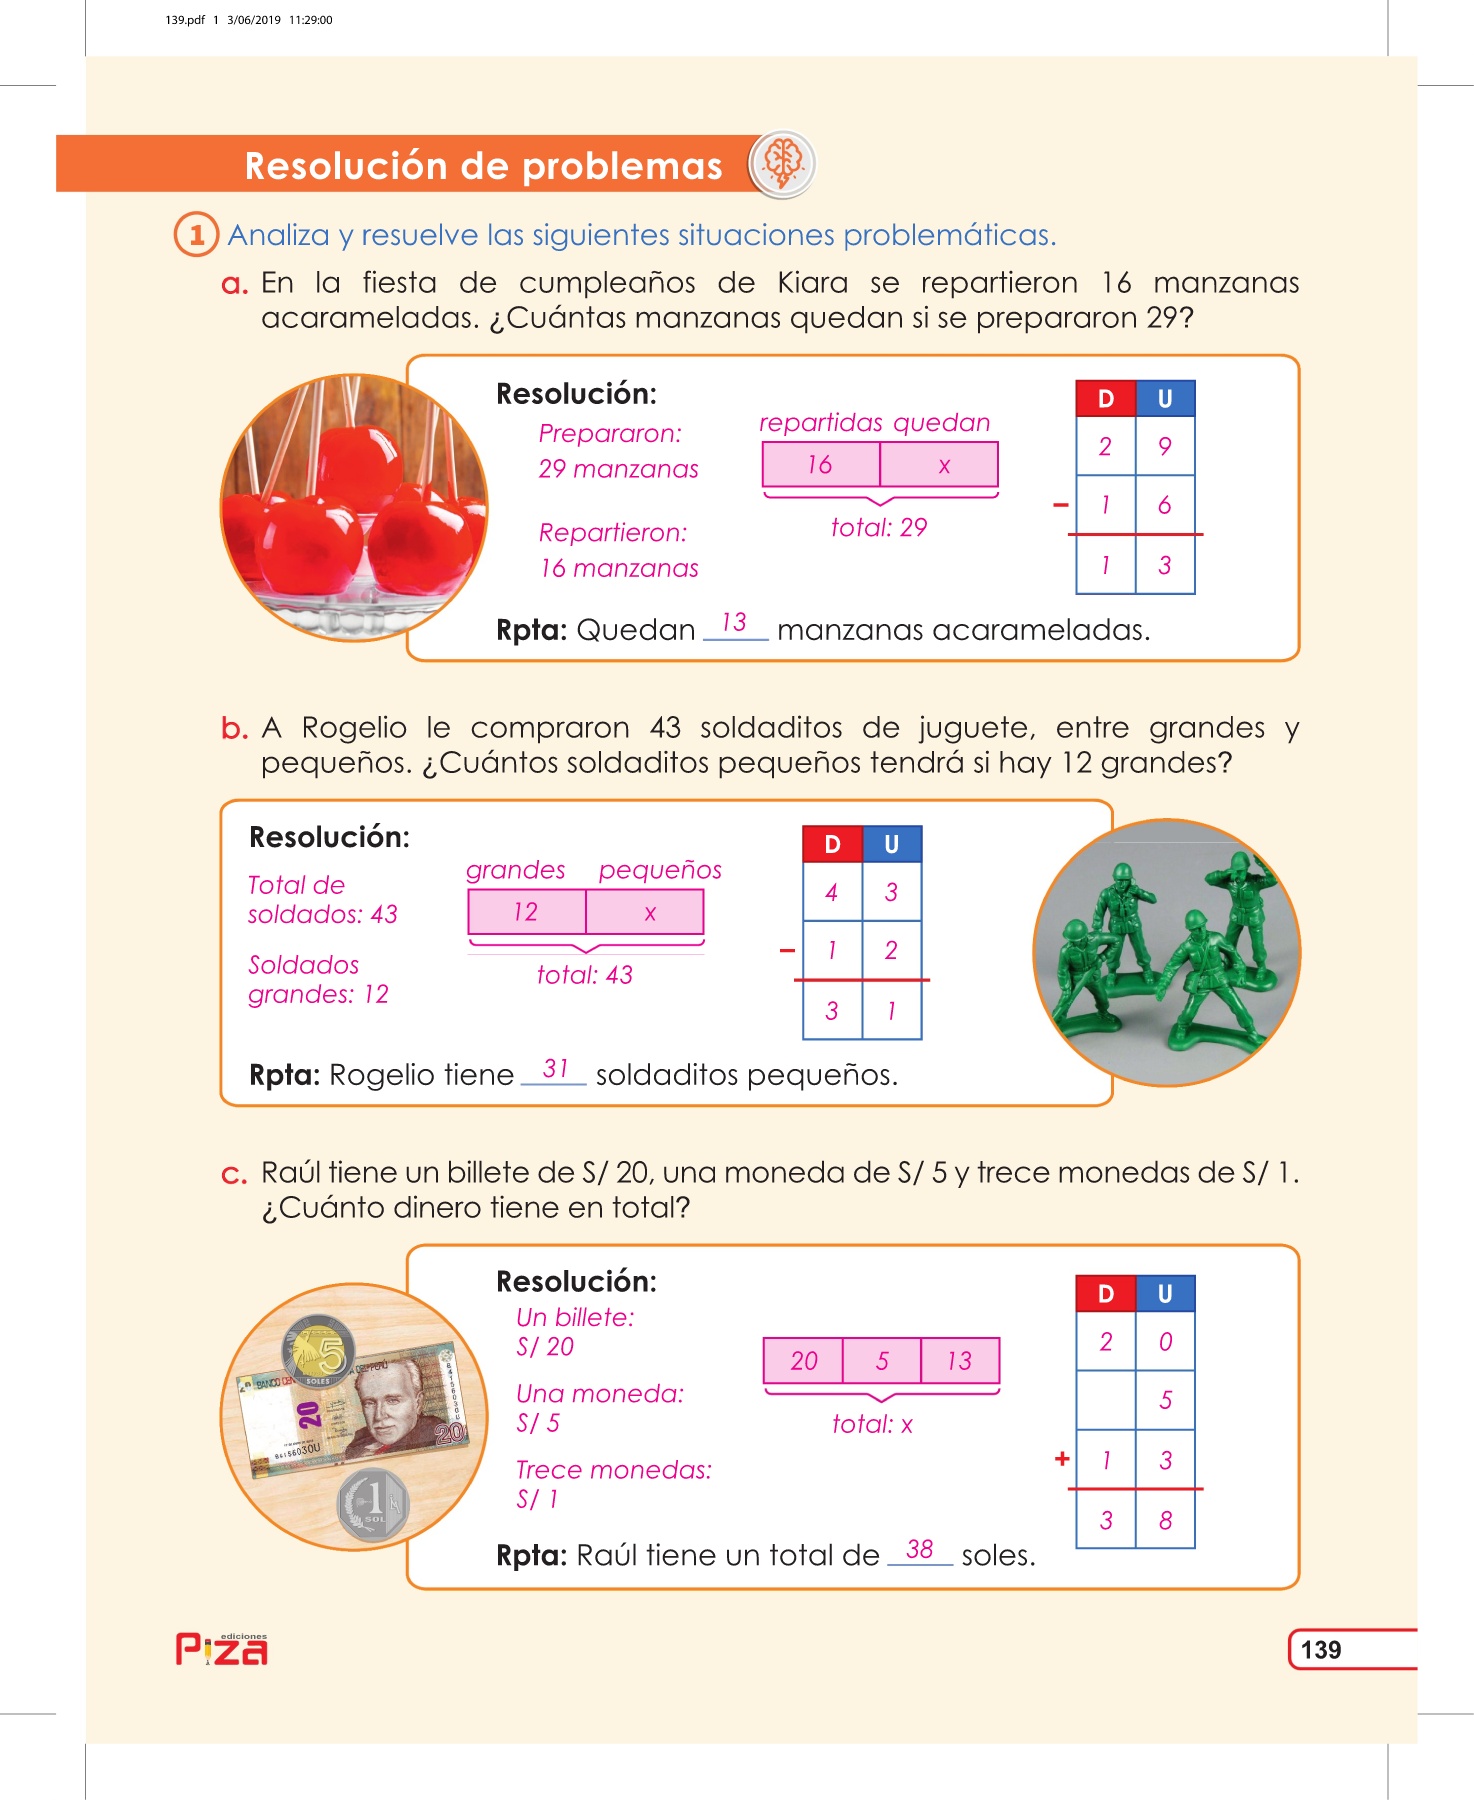 139.pdf 1 3/06/2019 11:29:00
Resolución de problemas
1 Analiza y resuelve las siguientes situaciones problemáticas.
a. En la fiesta de cumpleaños de Kiara se repartieron 16 manzanas
acarameladas. ¿Cuántas manzanas quedan si se prepararon 29?
Resolución:
Prepararon:
29 manzanas
Repartieron:
16 manzanas
repartidas quedan
16 x
total: 29
D U
2 9
– 1 6
1 3
Rpta: Quedan 13 manzanas acarameladas.
b. A Rogelio le compraron 43 soldaditos de juguete, entre grandes y
pequeños. ¿Cuántos soldaditos pequeños tendrá si hay 12 grandes?
Resolución:
Total de
soldados: 43
Soldados
grandes: 12
grandes pequeños
12 x
total: 43
D U
4 3
– 1 2
3 1
Rpta: Rogelio tiene 31 soldaditos pequeños.
c. Raúl tiene un billete de S/ 20, una moneda de S/ 5 y trece monedas de S/ 1.
¿Cuánto dinero tiene en total?
5
SOLES
20
20
1
SOL
Resolución:
Un billete:
S/ 20
Una moneda:
S/ 5
Trece monedas:
S/ 1
20 5 13
total: x
D U
2 0
5
+ 1 3
3 8
Rpta: Raúl tiene un total de 38 soles.
ediciones
Piza
139